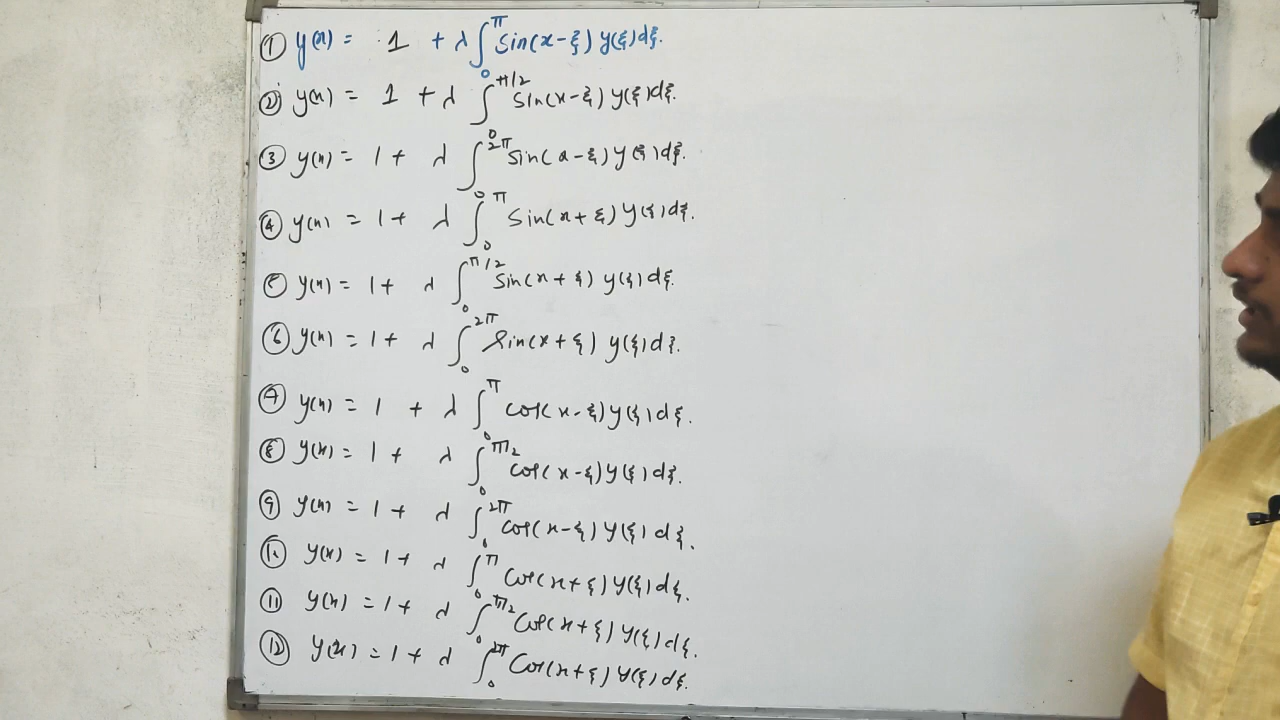 ① y(x) = 1 + λ∫₀^π sin(x-ξ) y(ξ)dξ.
② y(x) = 1 + λ ∫₀^π/2 sin(x-ξ) y(ξ)dξ.
③ y(x) = 1 + λ ∫₀^2π sin(x-ξ) y(ξ)dξ.
④ y(x) = 1 + λ ∫₀^π sin(x+ξ) y(ξ)dξ.
⑤ y(x) = 1 + λ ∫₀^π/2 sin(x+ξ) y(ξ)dξ.
⑥ y(x) = 1 + λ ∫₀^2π sin(x+ξ) y(ξ)dξ.
⑦ y(x) = 1 + λ ∫₀^π cos(x-ξ) y(ξ)dξ.
⑧ y(x) = 1 + λ ∫₀^π/2 cos(x-ξ) y(ξ)dξ.
⑨ y(x) = 1 + λ ∫₀^2π cos(x-ξ) y(ξ)dξ.
⑩ y(x) = 1 + λ ∫₀^π cos(x+ξ) y(ξ)dξ.
⑪ y(x) = 1 + λ ∫₀^π/2 cos(x+ξ) y(ξ)dξ.
⑫ y(x) = 1 + λ ∫₀^2π cos(x+ξ) y(ξ)dξ.